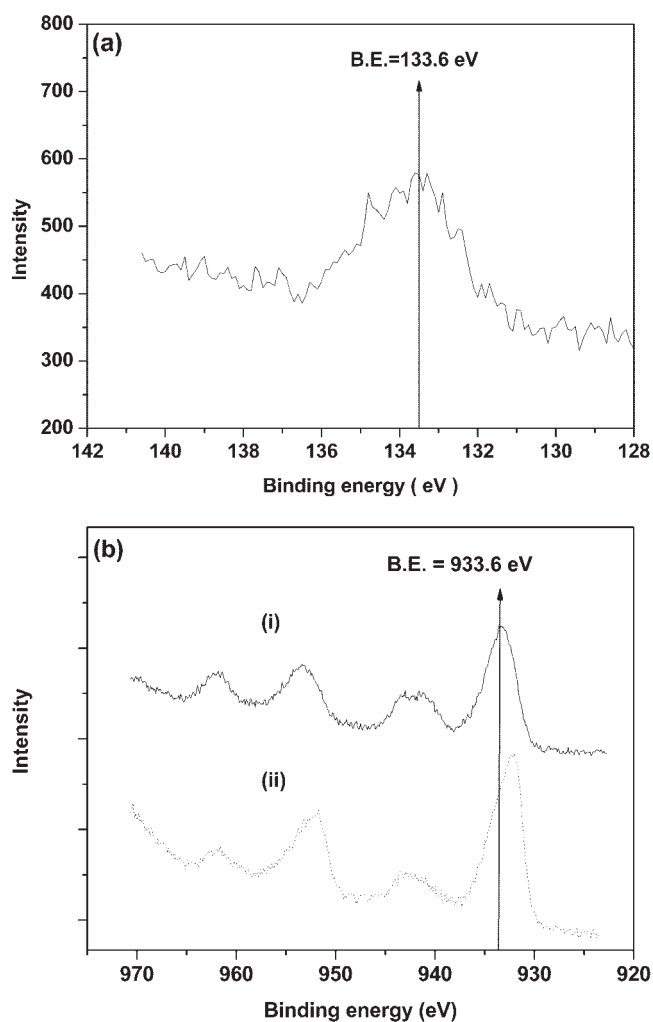 (a)
B.E.=133.6 eV
800
700
600
500
400
300
200
Intensity
142 140 138 136 134 132 130 128
Binding energy ( eV )
(b)
B.E. = 933.6 eV
(i)
(ii)
Intensity
970 960 950 940 930 920
Binding energy (eV)